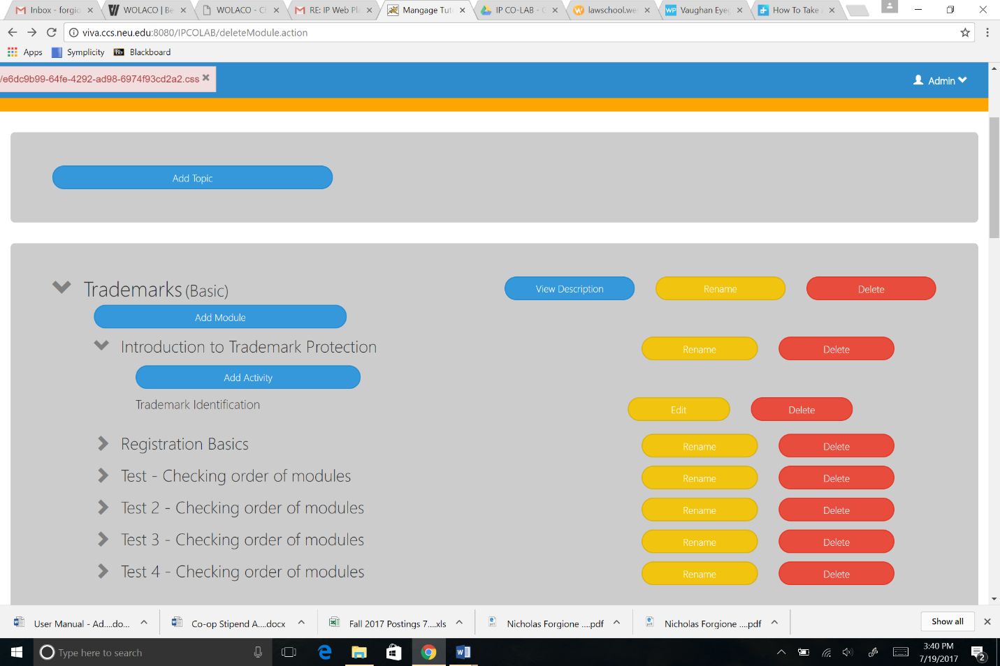 Inbox - forgio
WOLACO | Be
WOLACO - Cl
RE: IP Web Pl
Mangage Tut
IP CO-LAB - G
lawschool.we
WP Vaughan Eye
How To Take
viva.ccs.neu.edu:8080/IPCOLAB/deleteModule.action
Apps Symplicity Bb Blackboard
/e6dc9b99-64fe-4292-ad98-6974f93cd2a2.css
Admin
Add Topic
Trademarks (Basic) View Description Rename Delete
Add Module
Introduction to Trademark Protection Rename Delete
Add Activity
Trademark Identification Edit Delete
Registration Basics Rename Delete
Test - Checking order of modules Rename Delete
Test 2 - Checking order of modules Rename Delete
Test 3 - Checking order of modules Rename Delete
Test 4 - Checking order of modules Rename Delete
User Manual - Ad....do... Co-op Stipend A....docx Fall 2017 Postings 7....xls Nicholas Forgione ....pdf Nicholas Forgione ....pdf Show all
Type here to search
3:40 PM
7/19/2017
2